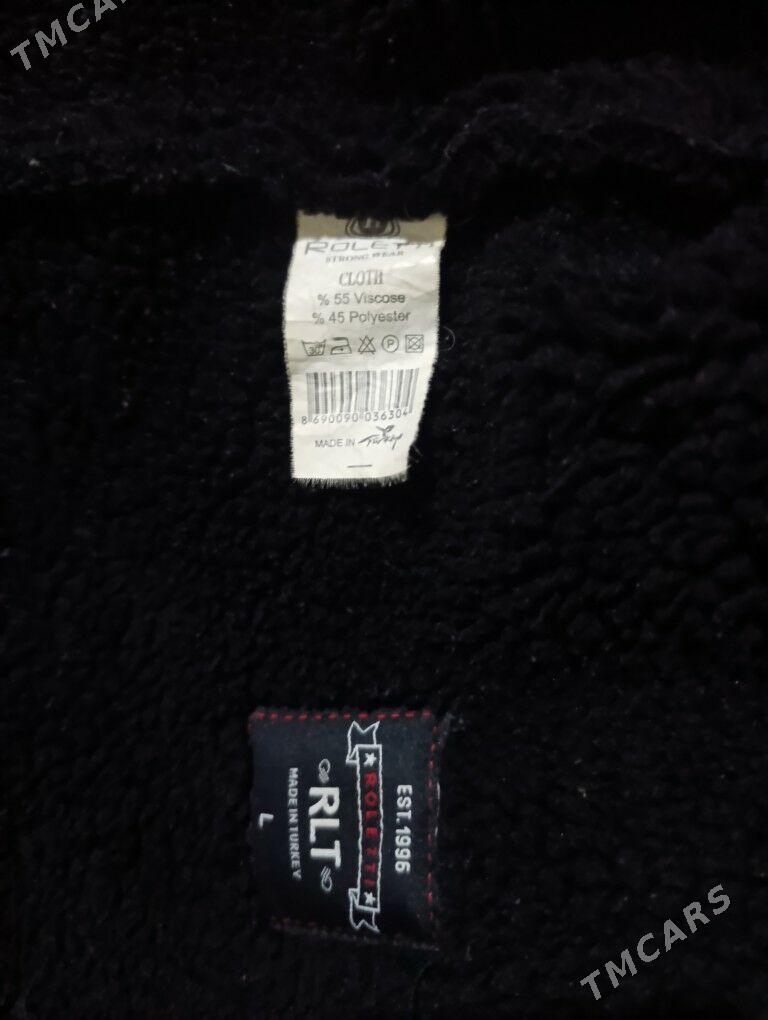 TMCARS
ROLETTI
STRONG WEAR
CLOTH
% 55 Viscose
% 45 Polyester
30
P
8 690090 036304
MADE IN
EST. 1996
ROLETTI
RLT
MADE IN TURKEY
L
TMCARS